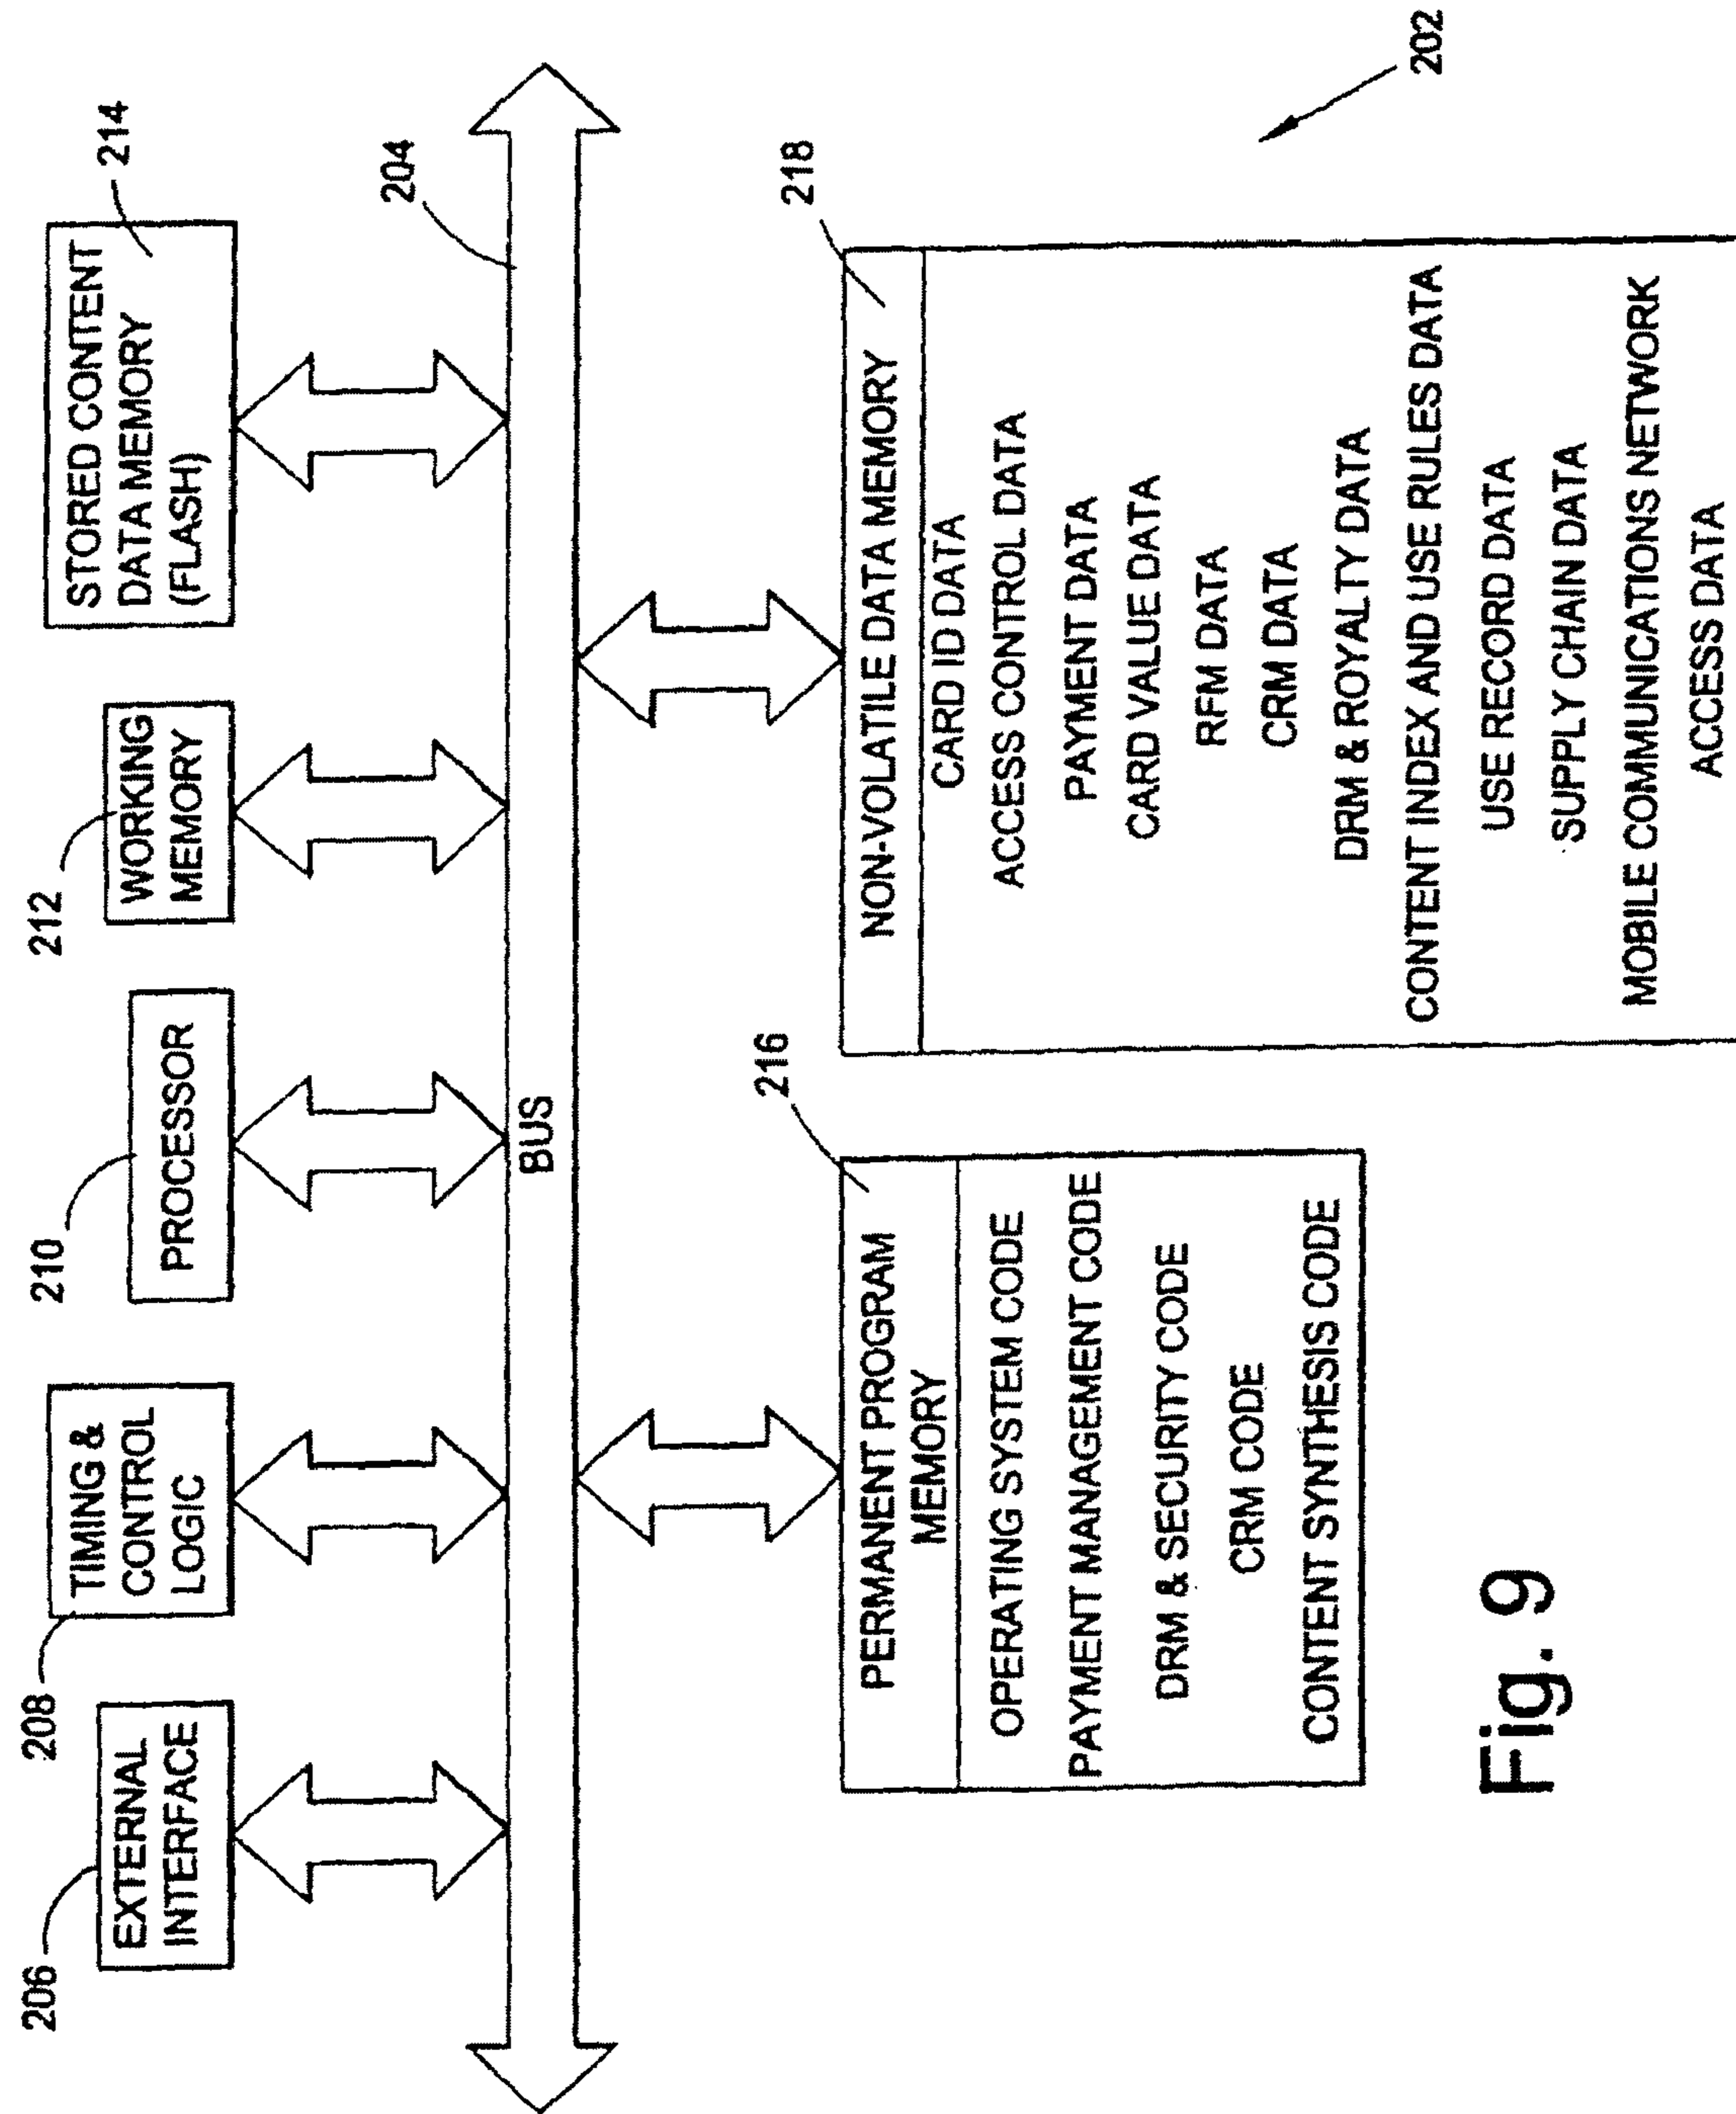 206
EXTERNAL
INTERFACE
208
TIMING &
CONTROL
LOGIC
210
PROCESSOR
212
WORKING
MEMORY
STORED CONTENT
DATA MEMORY
(FLASH)
214
204
BUS
216
PERMANENT PROGRAM
MEMORY
OPERATING SYSTEM CODE
PAYMENT MANAGEMENT CODE
DRM & SECURITY CODE
CRM CODE
CONTENT SYNTHESIS CODE
218
NON-VOLATILE DATA MEMORY
CARD ID DATA
ACCESS CONTROL DATA
PAYMENT DATA
CARD VALUE DATA
RFM DATA
CRM DATA
DRM & ROYALTY DATA
CONTENT INDEX AND USE RULES DATA
USE RECORD DATA
SUPPLY CHAIN DATA
MOBILE COMMUNICATIONS NETWORK
ACCESS DATA
202
Fig. 9